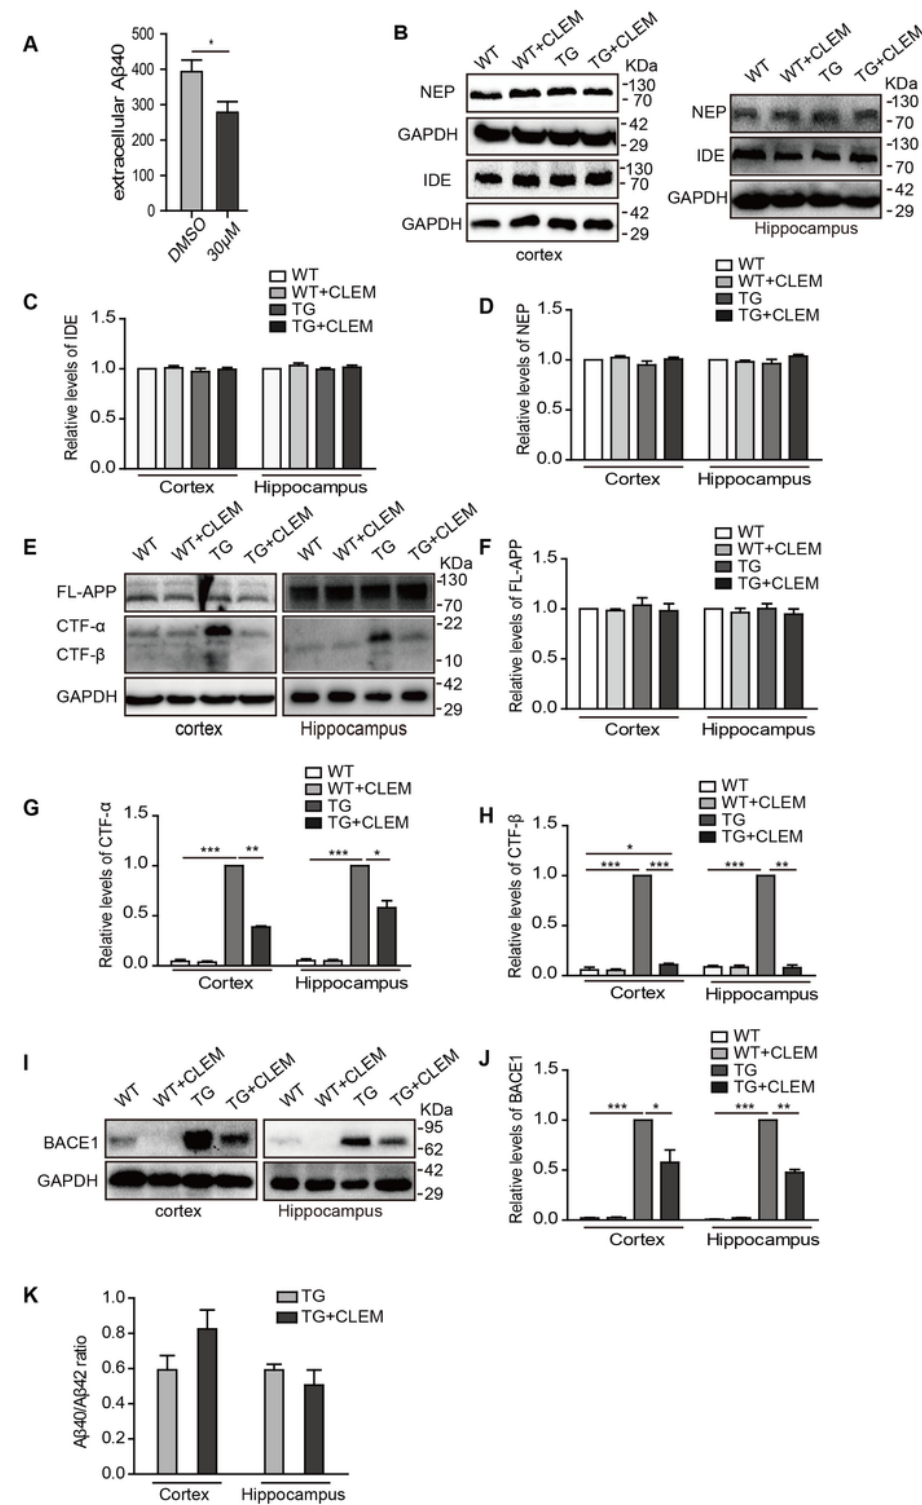 A
extracellular Aβ40
500
400
300
200
100
0
*
DMSO
30μM
B
WT
WT+CLEM
TG
TG+CLEM
KDa
NEP
-130
-70
GAPDH
-42
-29
IDE
-130
-70
GAPDH
-42
-29
cortex
WT
WT+CLEM
TG
TG+CLEM
KDa
NEP
-130
-70
IDE
-130
-70
GAPDH
-42
-29
Hippocampus
C
WT
WT+CLEM
TG
TG+CLEM
Relative levels of IDE
1.5
1.0
0.5
0.0
Cortex
Hippocampus
D
WT
WT+CLEM
TG
TG+CLEM
Relative levels of NEP
1.5
1.0
0.5
0.0
Cortex
Hippocampus
E
WT
WT+CLEM
TG
TG+CLEM
WT
WT+CLEM
TG
TG+CLEM
KDa
FL-APP
-130
-70
CTF-α
-22
CTF-β
-10
GAPDH
-42
-29
cortex
Hippocampus
F
WT
WT+CLEM
TG
TG+CLEM
Relative levels of FL-APP
1.5
1.0
0.5
0.0
Cortex
Hippocampus
G
WT
WT+CLEM
TG
TG+CLEM
Relative levels of CTF-α
1.5
1.0
0.5
0.0
*** **
*** *
Cortex
Hippocampus
H
WT
WT+CLEM
TG
TG+CLEM
Relative levels of CTF-β
1.5
1.0
0.5
0.0
*
*** ***
*** **
Cortex
Hippocampus
I
WT
WT+CLEM
TG
TG+CLEM
WT
WT+CLEM
TG
TG+CLEM
KDa
BACE1
-95
-62
GAPDH
-42
-29
cortex
Hippocampus
J
WT
WT+CLEM
TG
TG+CLEM
Relative levels of BACE1
1.5
1.0
0.5
0.0
*** *
*** **
Cortex
Hippocampus
K
TG
TG+CLEM
Aβ40/Aβ42 ratio
1.0
0.8
0.6
0.4
0.2
0.0
Cortex
Hippocampus